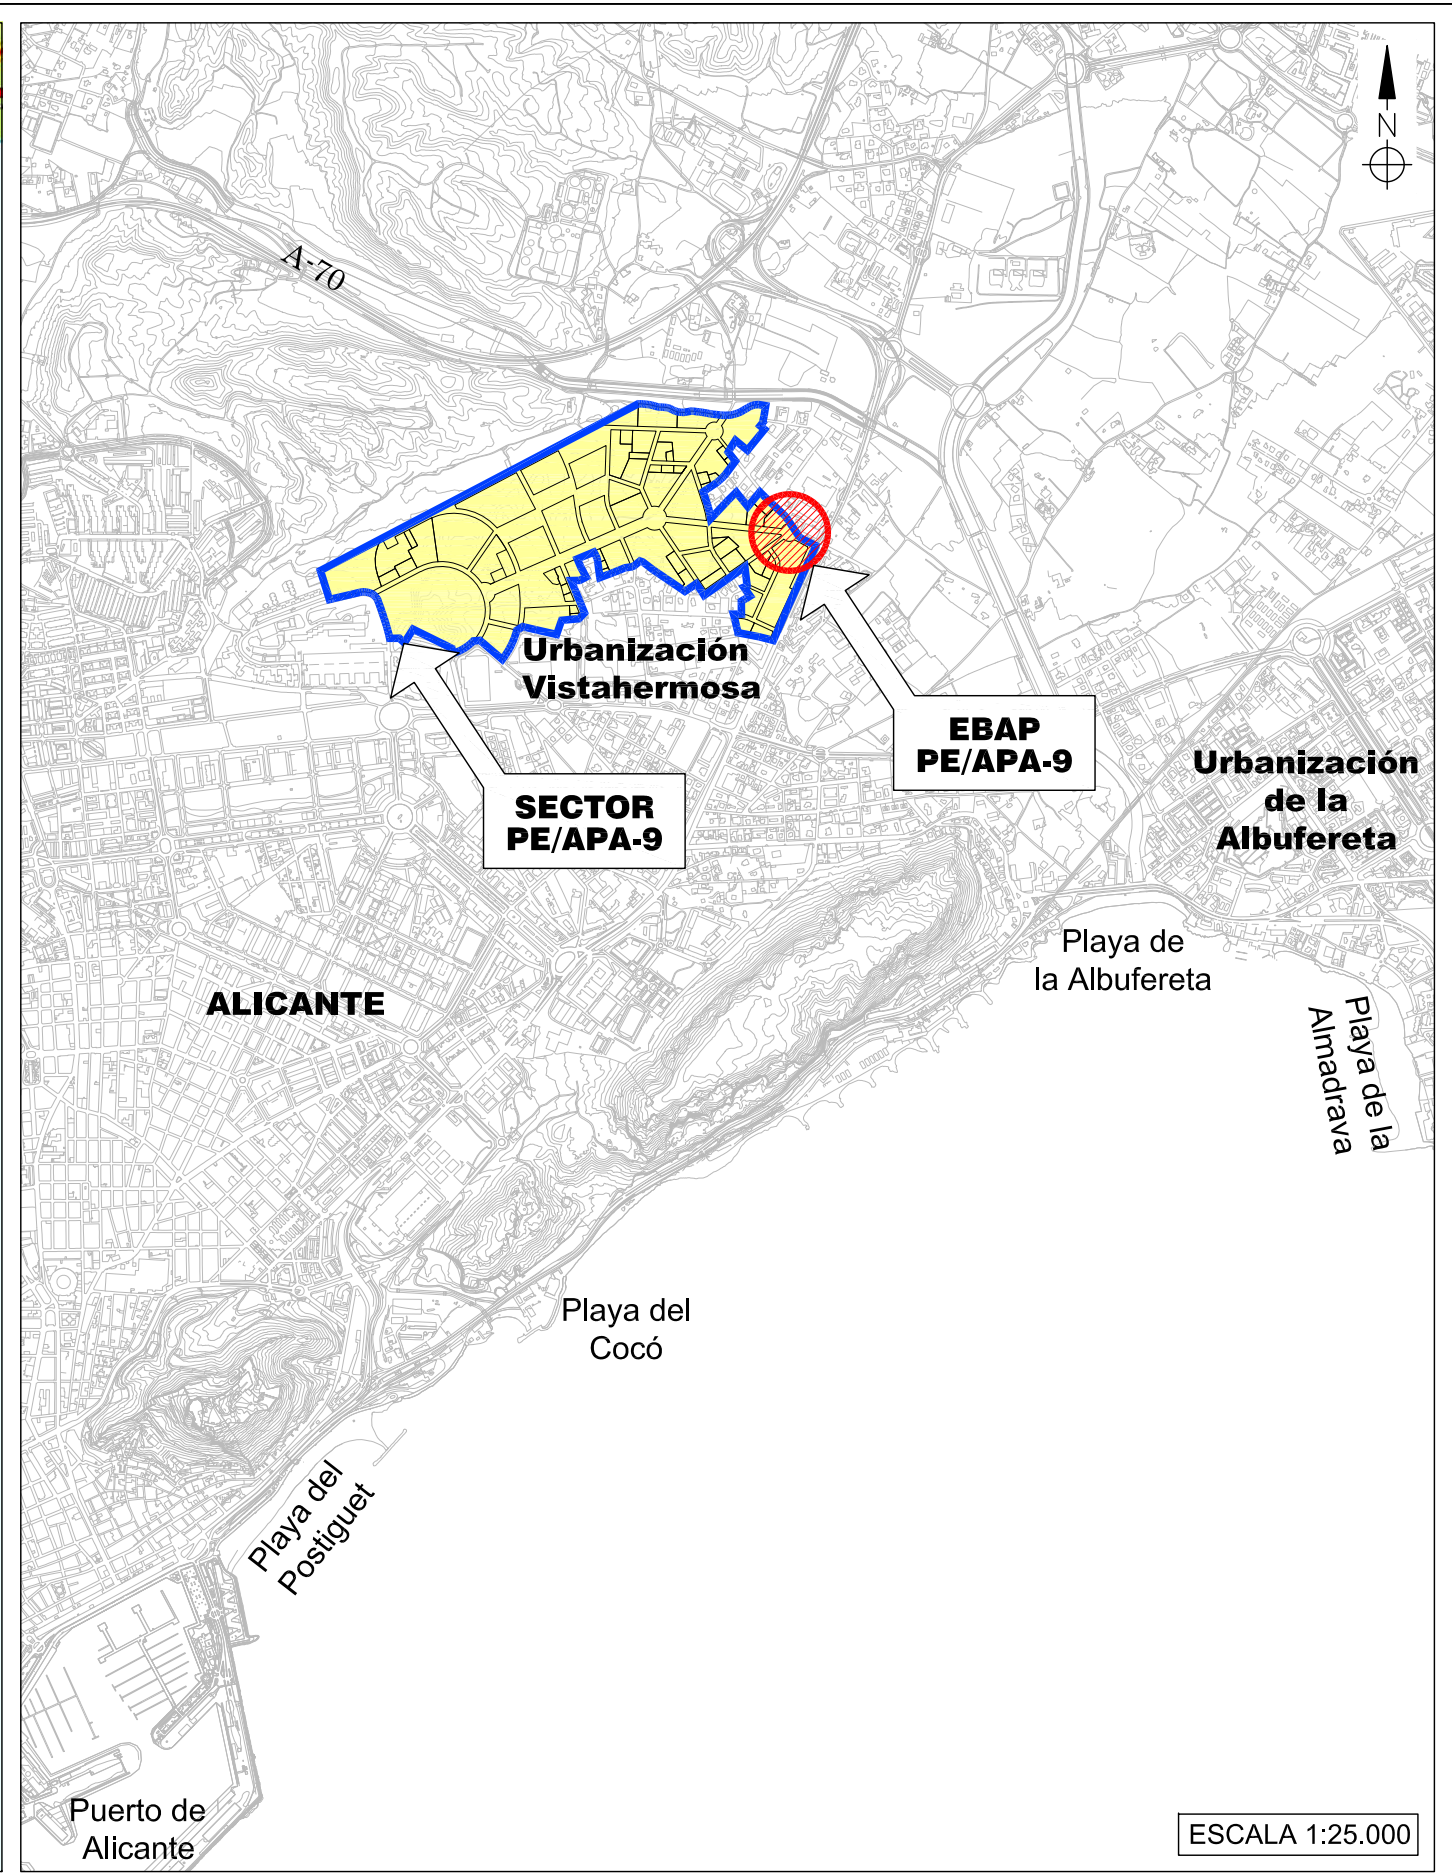 N
A-70
Urbanización
Vistahermosa
EBAP
PE/APA-9
SECTOR
PE/APA-9
Urbanización
de la
Albufereta
Playa de
la Albufereta
ALICANTE
Playa de la
Almadrava
Playa del
Cocó
Playa del
Postiguet
Puerto de
Alicante
ESCALA 1:25.000